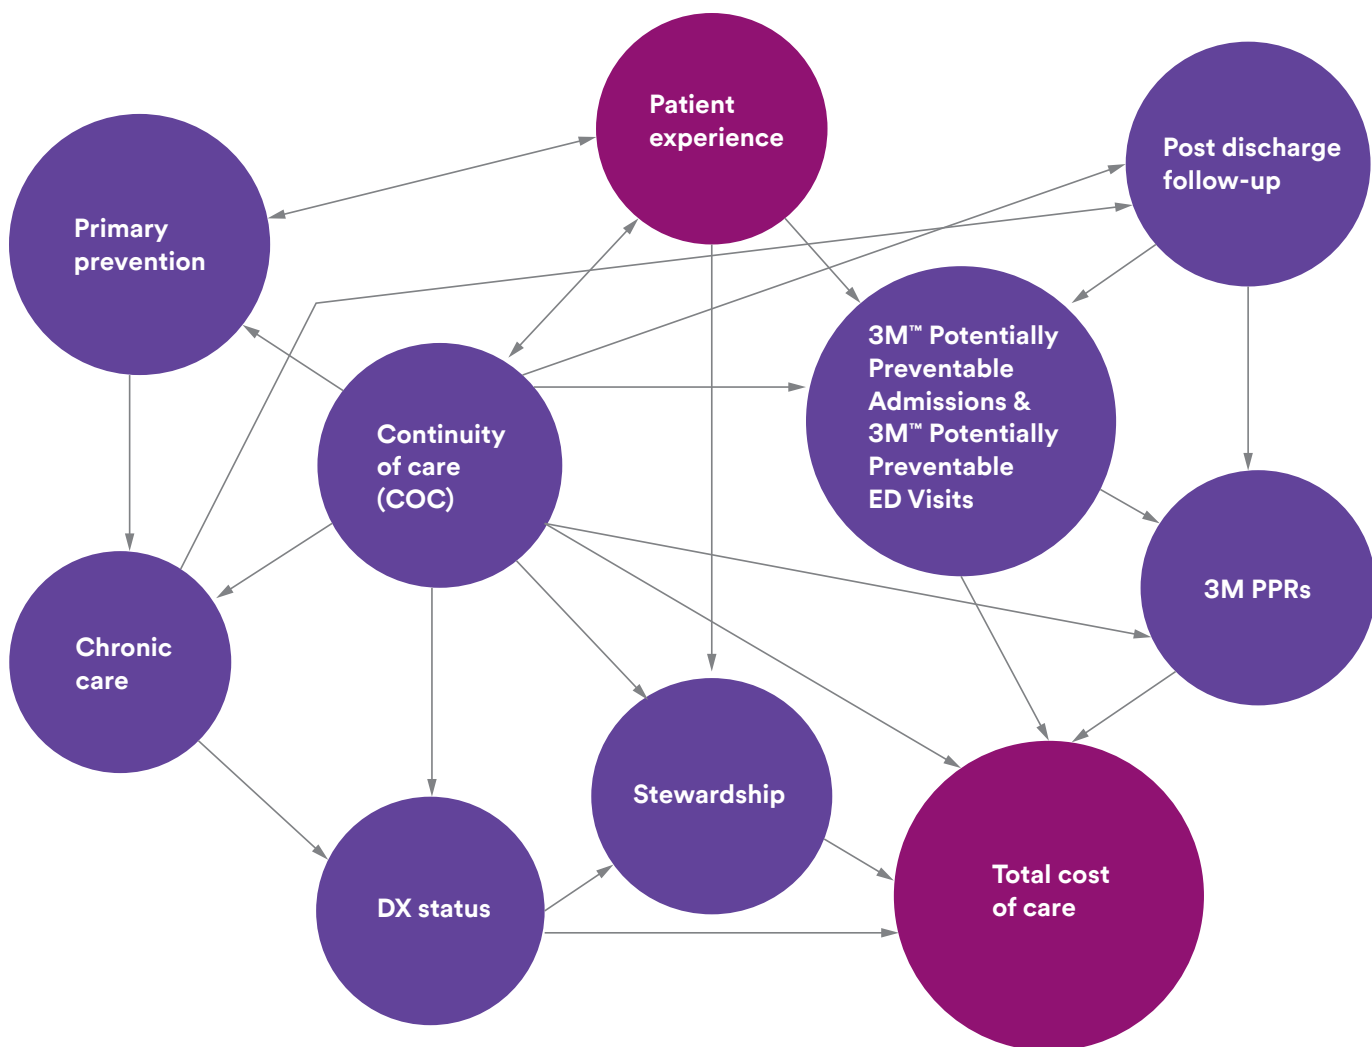 Patient
experience
Post discharge
follow-up
Primary
prevention
3M™ Potentially
Preventable
Admissions &
3M™ Potentially
Preventable
ED Visits
Continuity
of care
(COC)
3M PPRs
Chronic
care
Stewardship
DX status
Total cost
of care